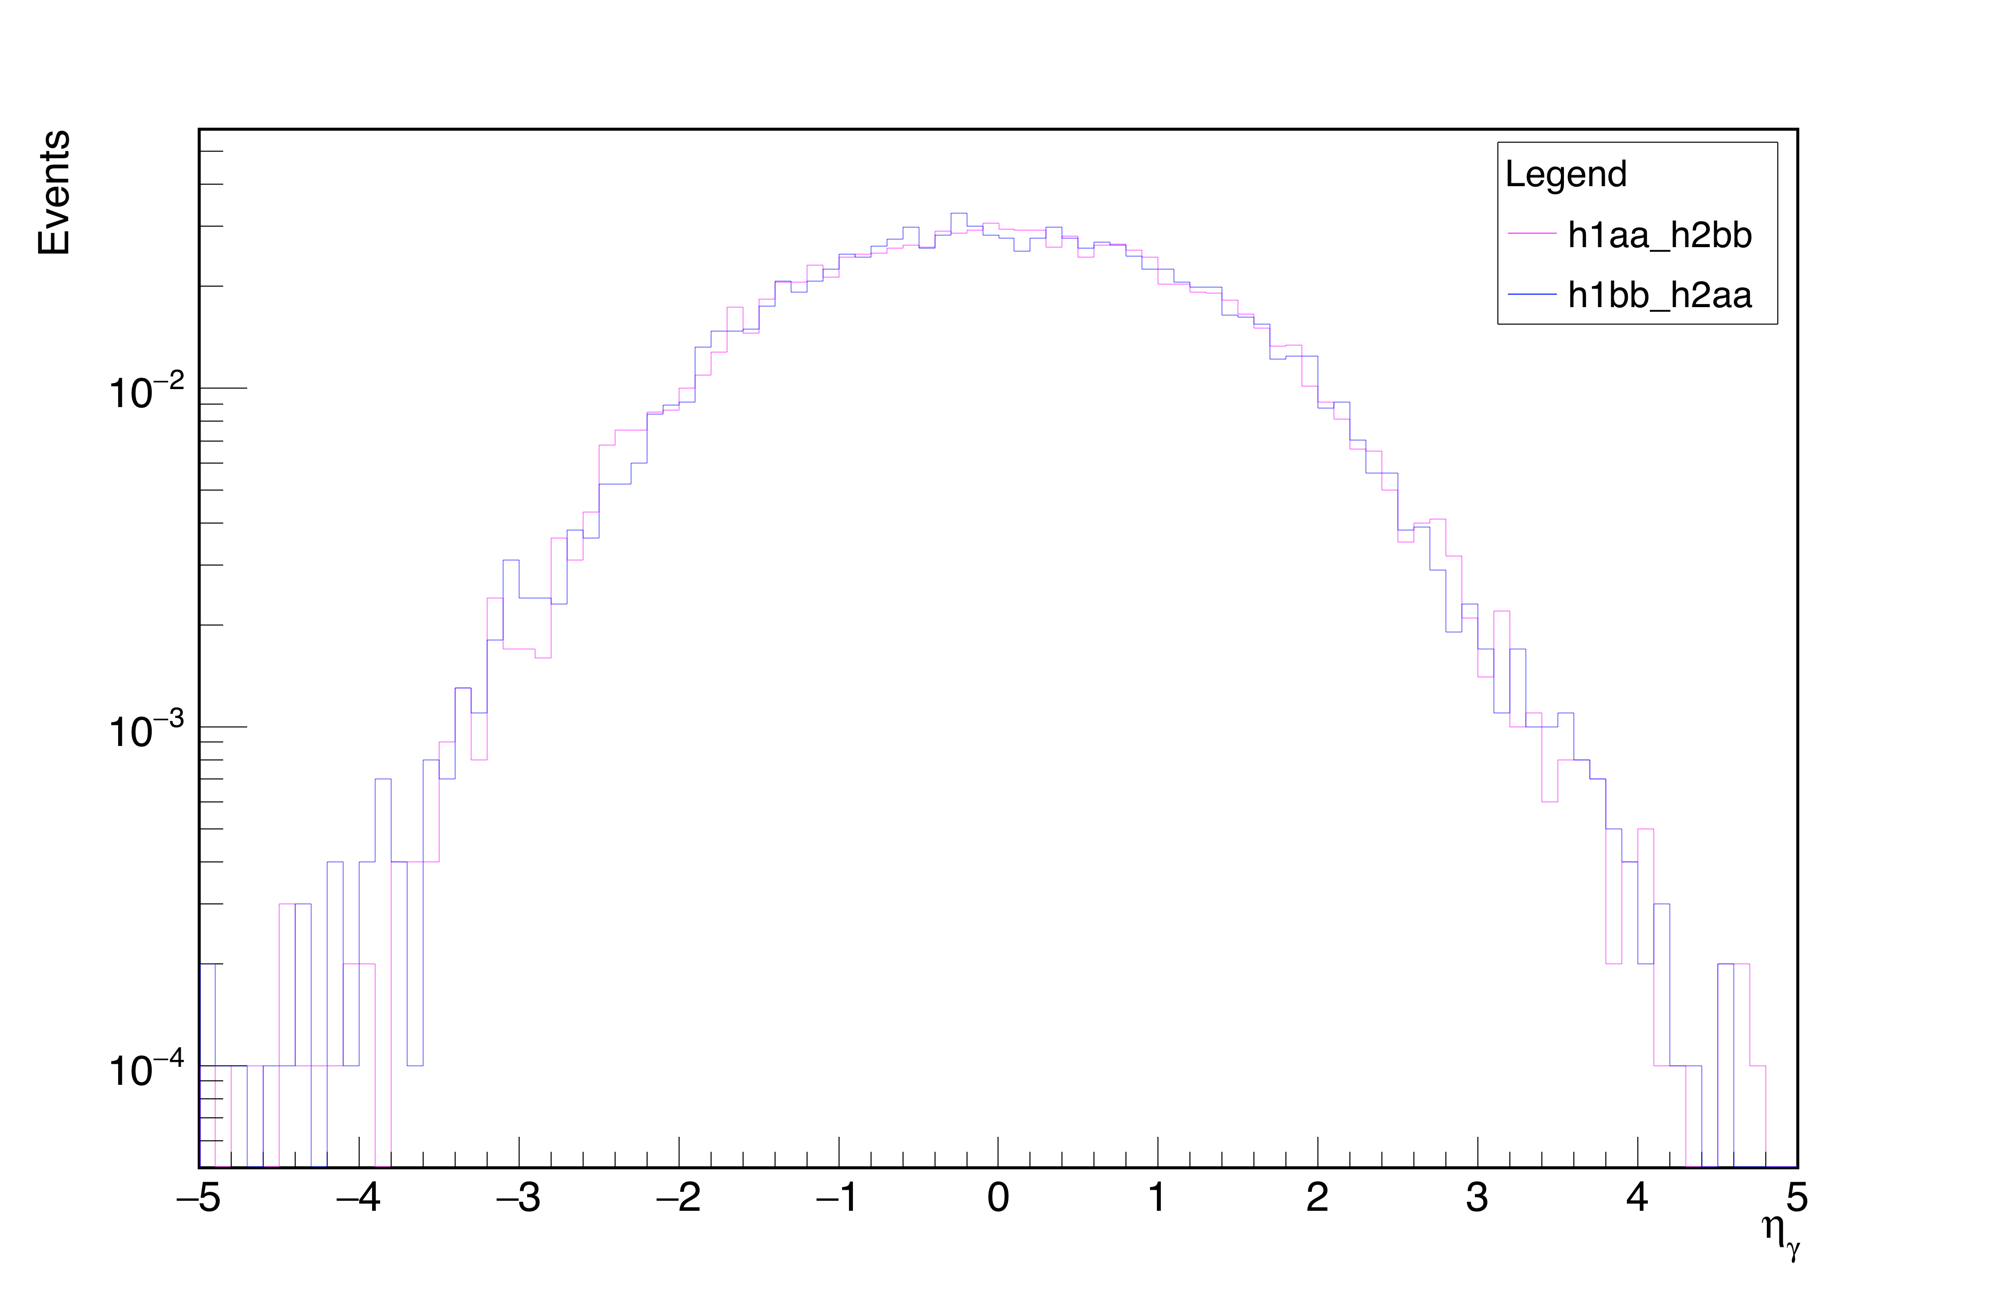 Events
Legend
h1aa_h2bb
h1bb_h2aa
10⁻²
10⁻³
10⁻⁴
−5 −4 −3 −2 −1 0 1 2 3 4 5
η_γ